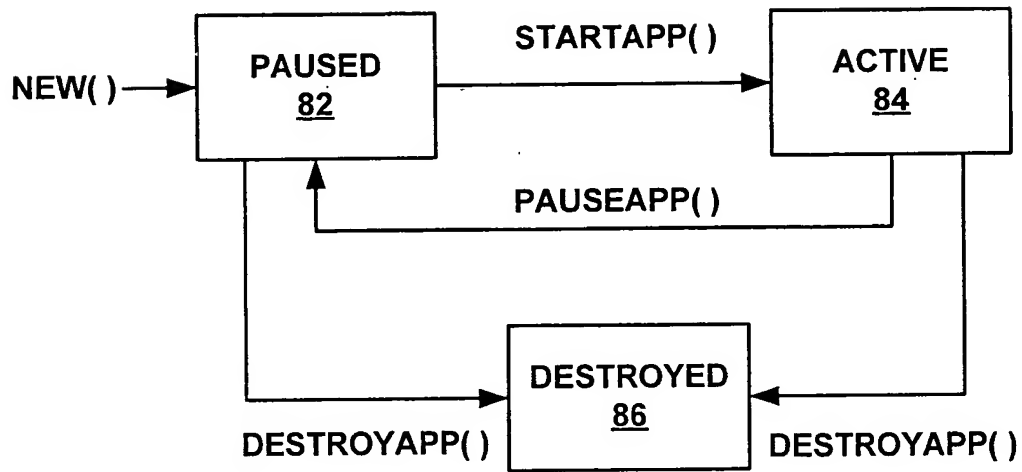 STARTAPP( )
PAUSED
82
ACTIVE
84
NEW( )
PAUSEAPP( )
DESTROYED
86
DESTROYAPP( )
DESTROYAPP( )